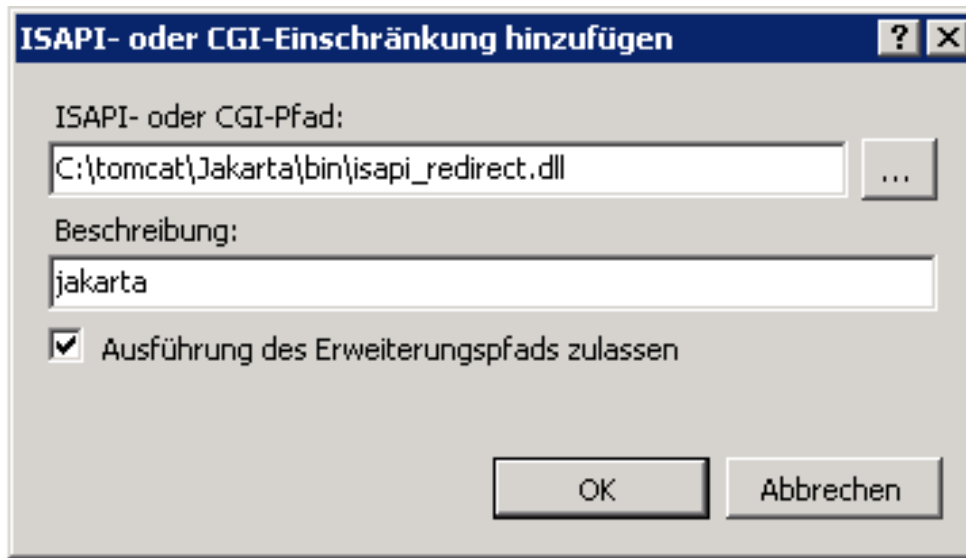 ISAPI- oder CGI-Einschränkung hinzufügen
ISAPI- oder CGI-Pfad:
C:\tomcat\Jakarta\bin\isapi_redirect.dll
...
Beschreibung:
jakarta
Ausführung des Erweiterungspfads zulassen
OK Abbrechen